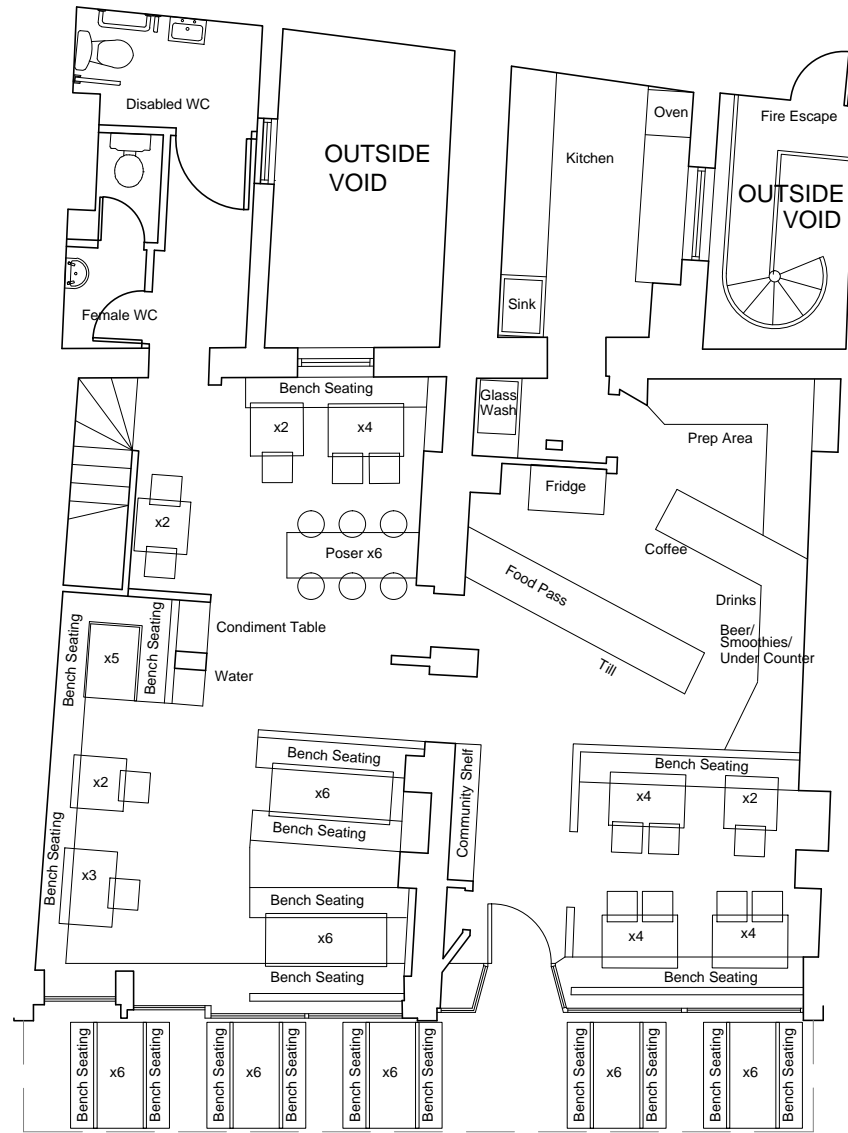 Disabled WC
OUTSIDE
VOID
Oven
Fire Escape
Kitchen
OUTSIDE
VOID
Sink
Female WC
Bench Seating
Glass
Wash
x2
x4
Prep Area
Fridge
x2
Poser x6
Coffee
Food Pass
Drinks
Condiment Table
Beer/
Smoothies/
Under Counter
Bench Seating
x5
Bench Seating
Water
Till
Bench Seating
x6
Bench Seating
Community Shelf
Bench Seating
x4
x2
x2
Bench Seating
x3
Bench Seating
x6
Bench Seating
x4
x4
Bench Seating
Bench Seating
x6
Bench Seating
Bench Seating
x6
Bench Seating
Bench Seating
x6
Bench Seating
Bench Seating
x6
Bench Seating
Bench Seating
x6
Bench Seating